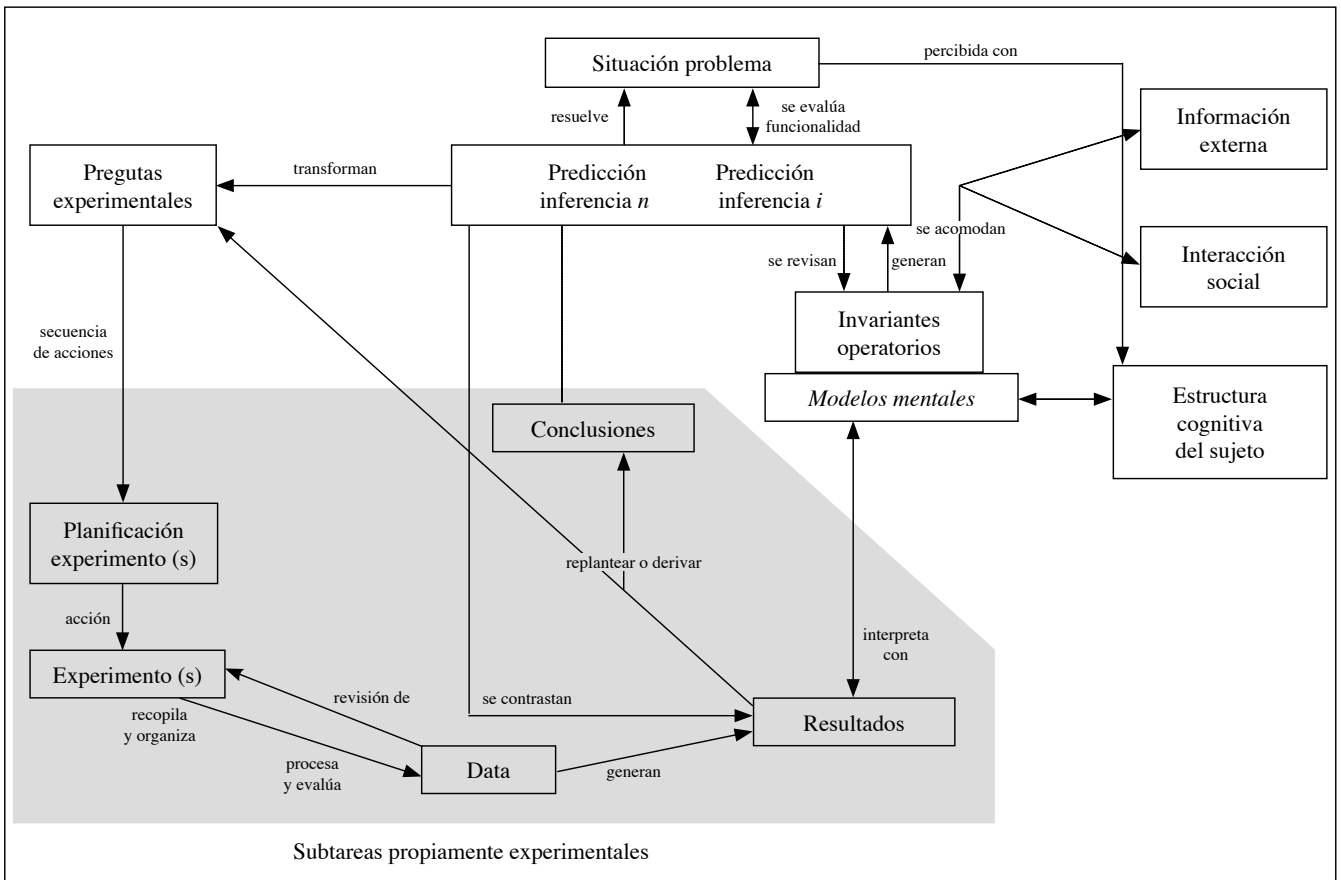 Situación problema
percibida con
resuelve
se evalúa
funcionalidad
Información
externa
Pregutas
experimentales
transforman
Predicción
inferencia n
Predicción
inferencia i
se acomodan
se revisan
generan
Interacción
social
Invariantes
operatorios
secuencia
de acciones
Modelos mentales
Estructura
cognitiva
del sujeto
Conclusiones
Planificación
experimento (s)
replantear o derivar
acción
interpreta
con
Experimento (s)
revisión de
se contrastan
recopila
y organiza
Resultados
procesa
y evalúa
Data
generan
Subtareas propiamente experimentales